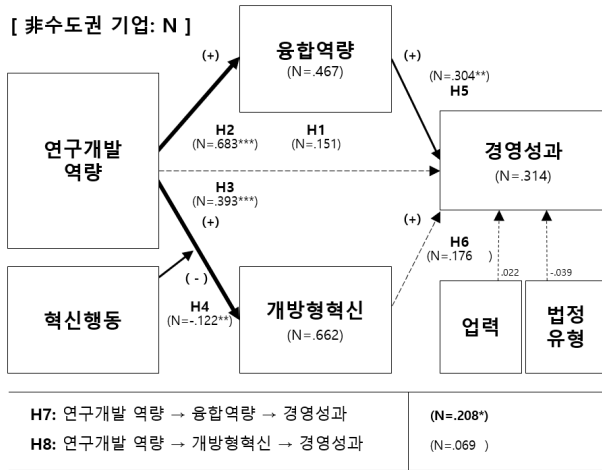 [ 非수도권 기업: N ]
(+)
융합역량
(N=.467)
(+)
(N=.304**)
H5
연구개발
역량
H2
(N=.683***)
H1
(N=.151)
경영성과
(N=.314)
H3
(N=.393***)
(+)
(+)
H6
(N=.176 )
(-)
H4
(N=-.122**)
혁신행동
개방형혁신
(N=.662)
.022
-.039
업력
법정
유형
H7: 연구개발 역량 → 융합역량 → 경영성과
(N=.208*)
H8: 연구개발 역량 → 개방형혁신 → 경영성과
(N=.069 )